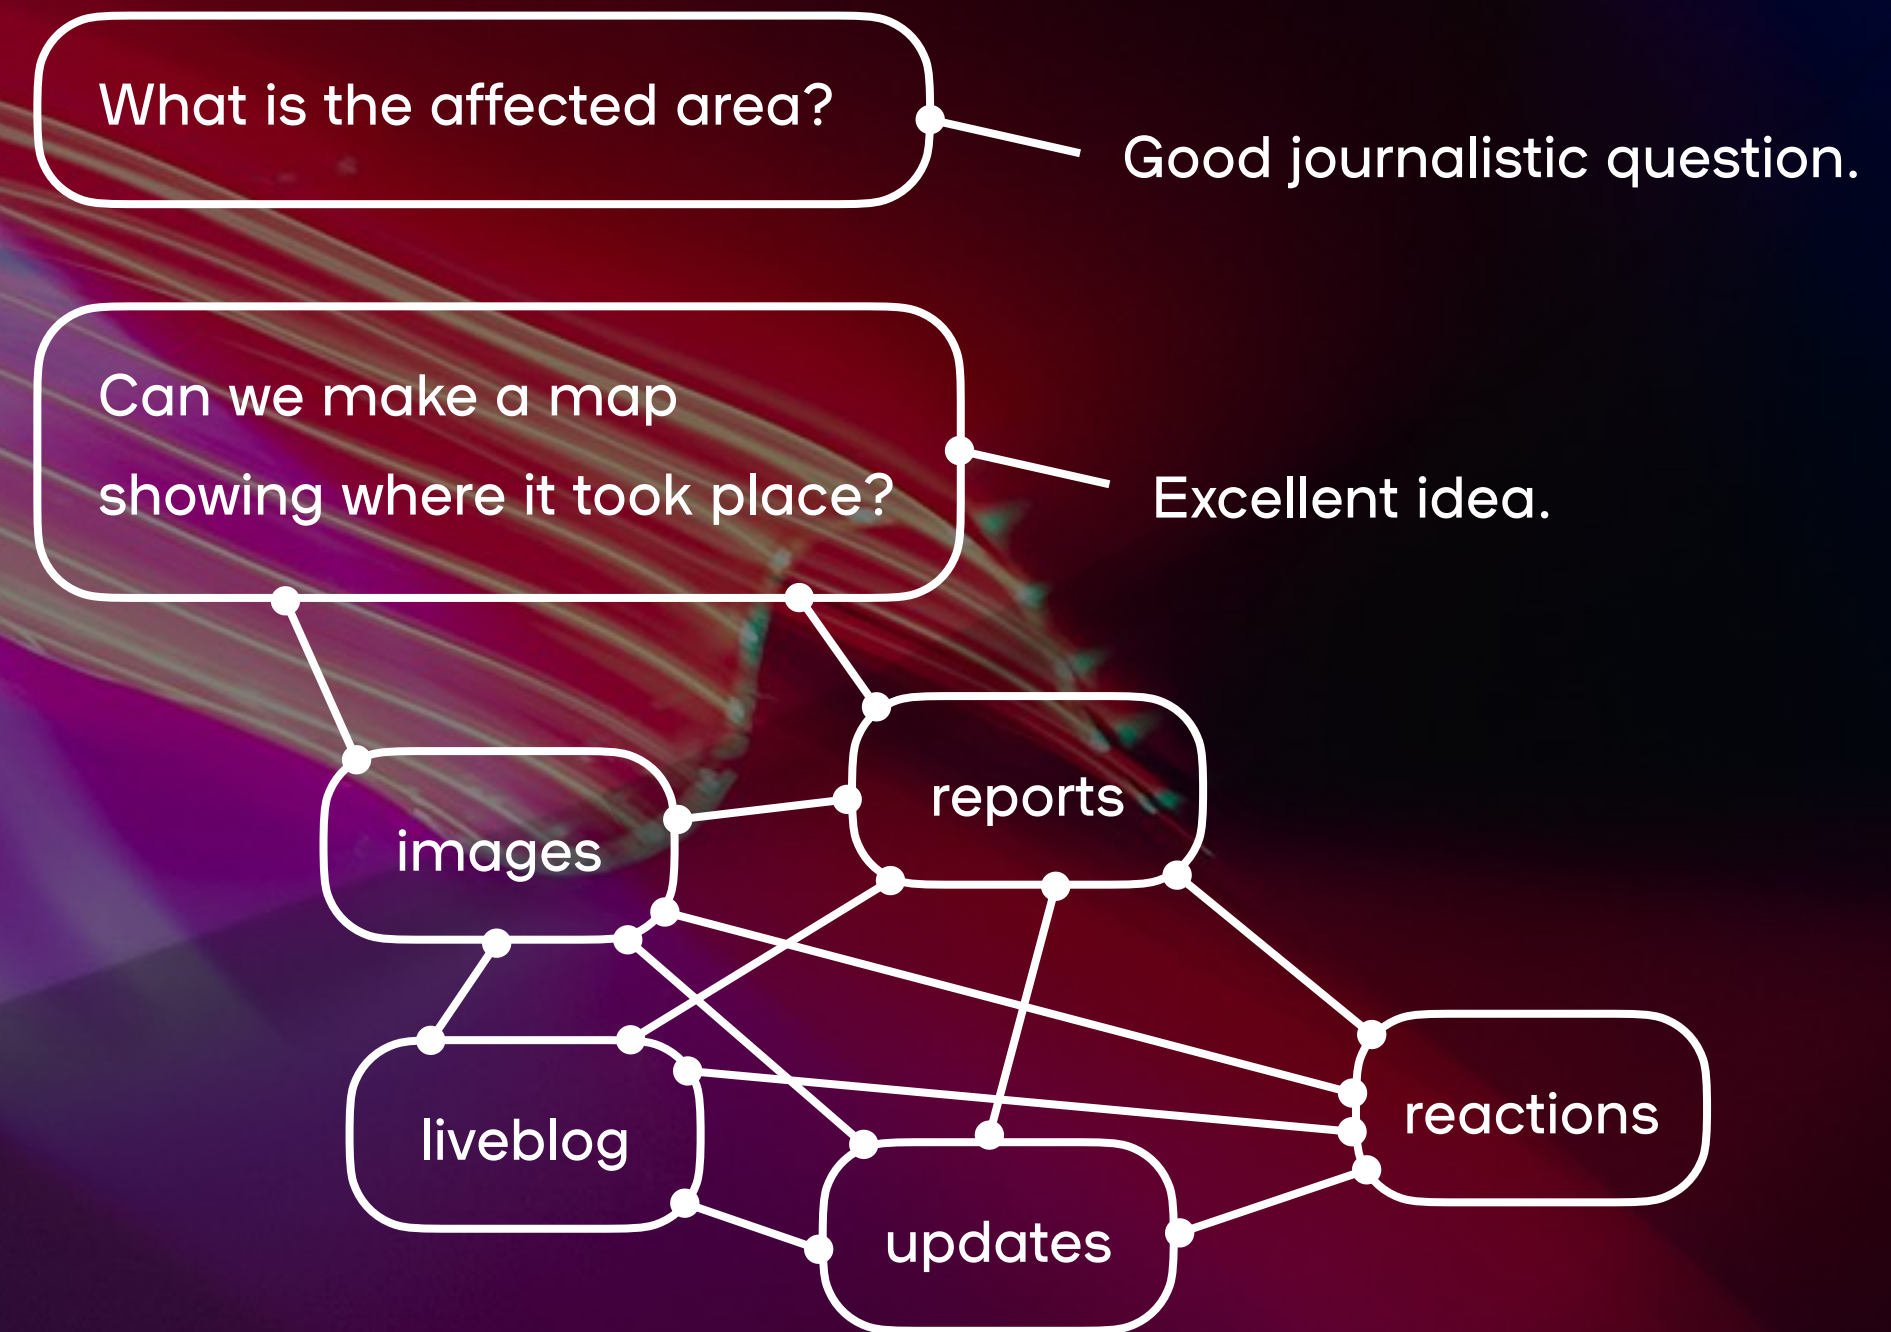 What is the affected area?
Good journalistic question.
Can we make a map
showing where it took place?
Excellent idea.
reports
images
reactions
liveblog
updates